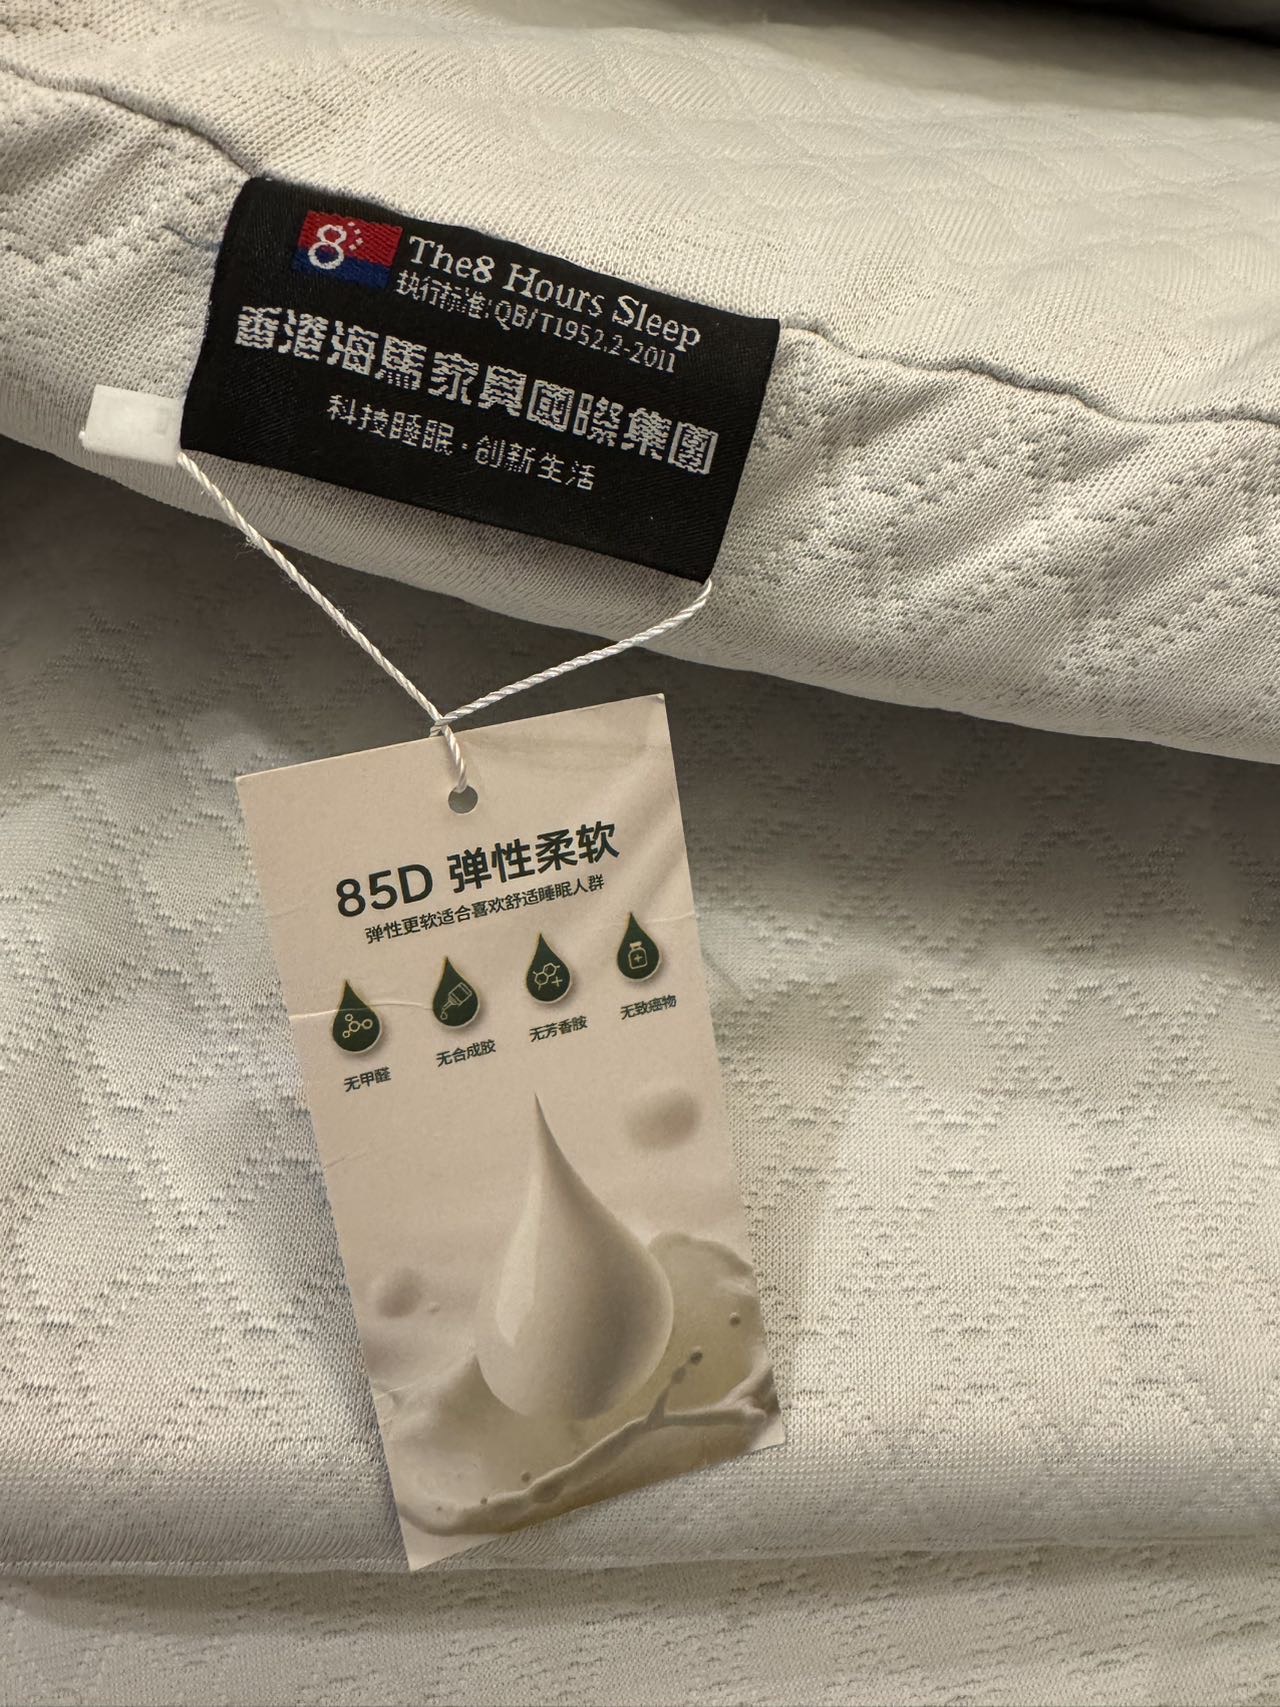 8
The8 Hours Sleep
执行标准:QB/T1952.2-2011
香港海馬家具國際集團
科技睡眠·创新生活
85D 弹性柔软
弹性更软适合喜欢舒适睡眠人群
无甲醛
无合成胶
无芳香胺
无致癌物